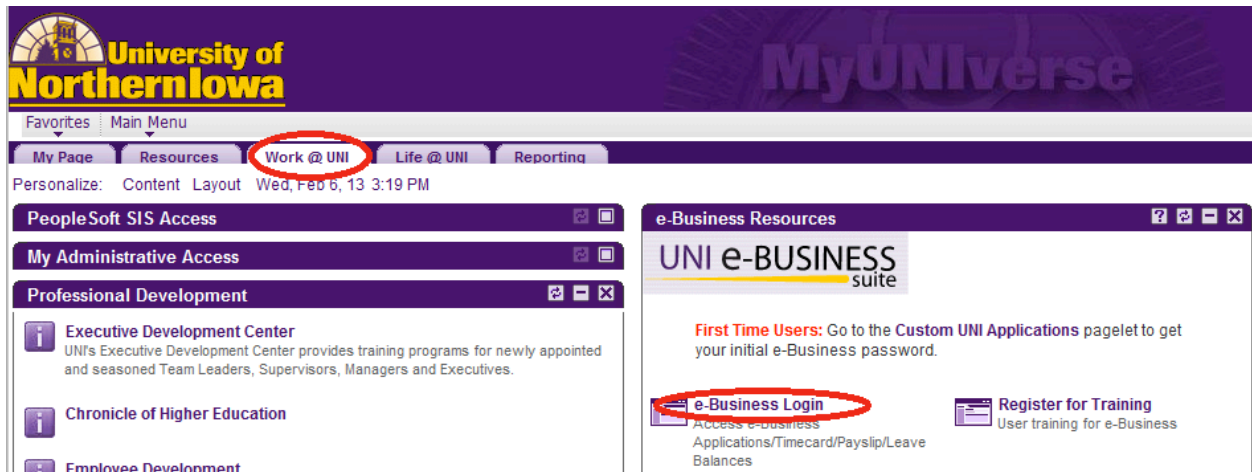 University of
NorthernIowa
MyUNIverse
Favorites Main Menu
My Page Resources Work @ UNI Life @ UNI Reporting
Personalize: Content Layout Wed, Feb 6, 13 3:19 PM
PeopleSoft SIS Access
My Administrative Access
Professional Development
Executive Development Center
UNI's Executive Development Center provides training programs for newly appointed
and seasoned Team Leaders, Supervisors, Managers and Executives.
Chronicle of Higher Education
Employee Development
e-Business Resources
UNI e-BUSINESS
suite
First Time Users: Go to the Custom UNI Applications pagelet to get
your initial e-Business password.
e-Business Login
Access e-Business
Applications/Timecard/Payslip/Leave
Balances
Register for Training
User training for e-Business